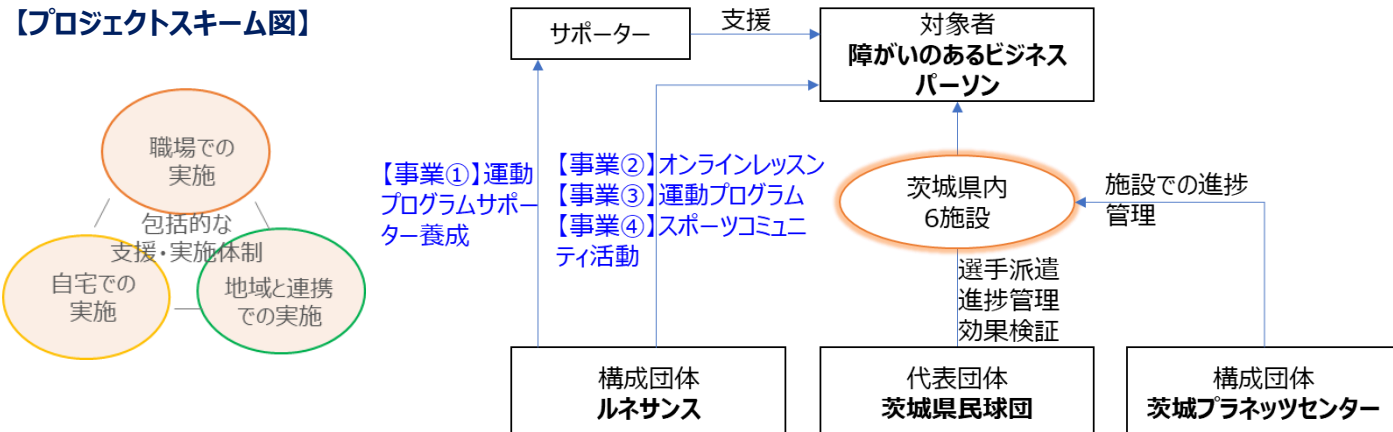 【プロジェクトスキーム図】
サポーター
支援
対象者
障がいのあるビジネス
パーソン
職場での
実施
包括的な
支援・実施体制
自宅での
実施
地域と連携
での実施
【事業①】運動
プログラムサポー
ター養成
【事業②】オンラインレッスン
【事業③】運動プログラム
【事業④】スポーツコミュニ
ティ活動
茨城県内
6施設
施設での進捗
管理
選手派遣
進捗管理
効果検証
構成団体
ルネサンス
代表団体
茨城県民球団
構成団体
茨城プラネッツセンター